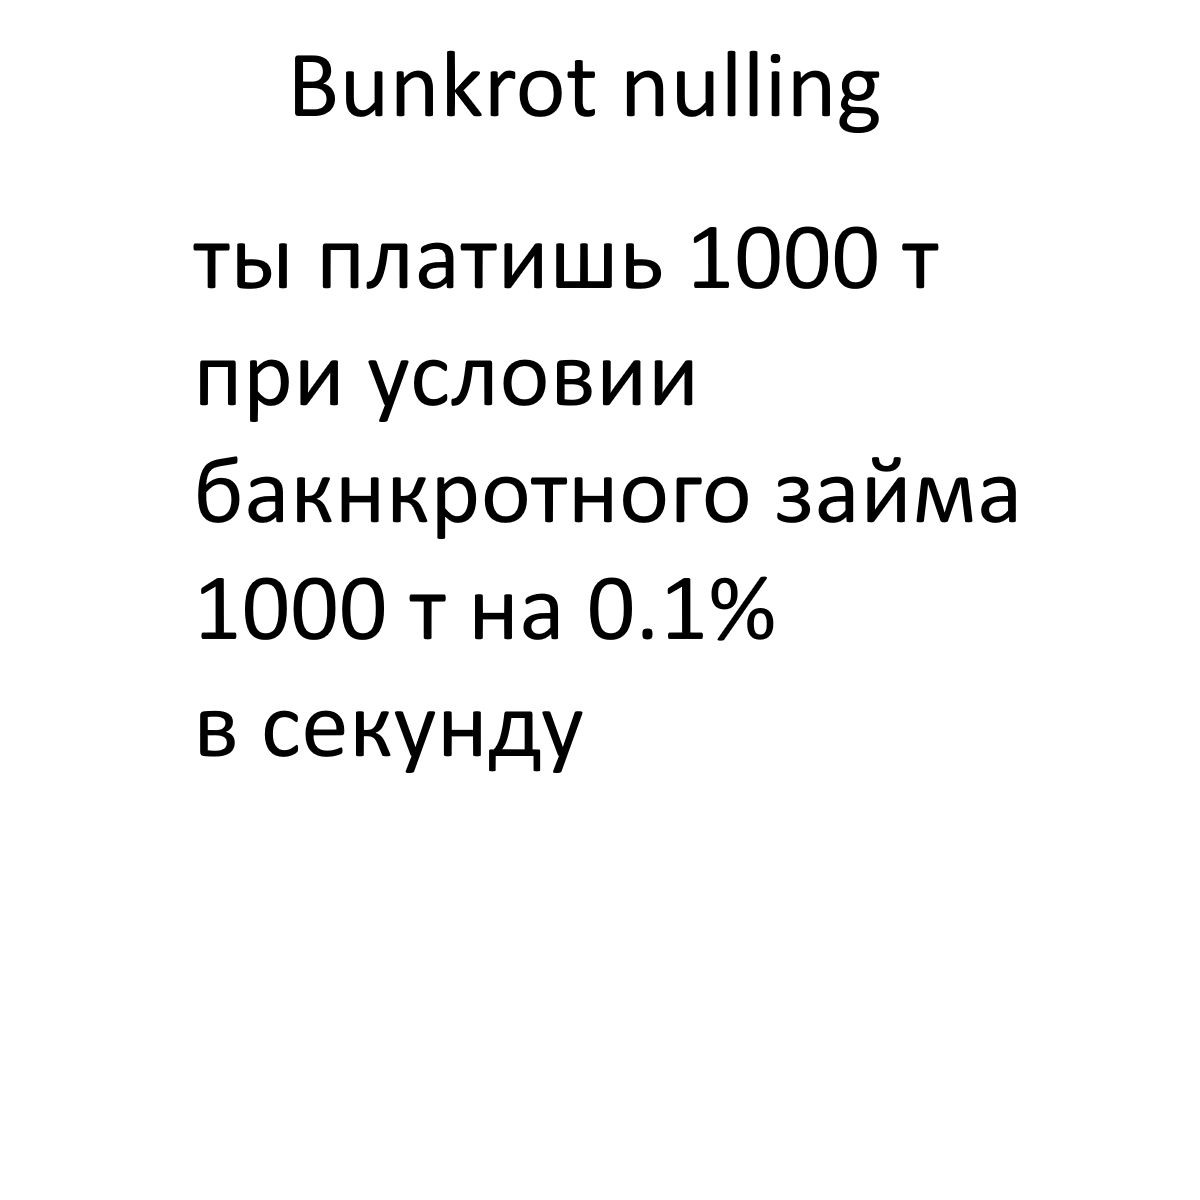 Bunkrot nulling
ты платишь 1000 т
при условии
бакнкротного займа
1000 т на 0.1%
в секунду